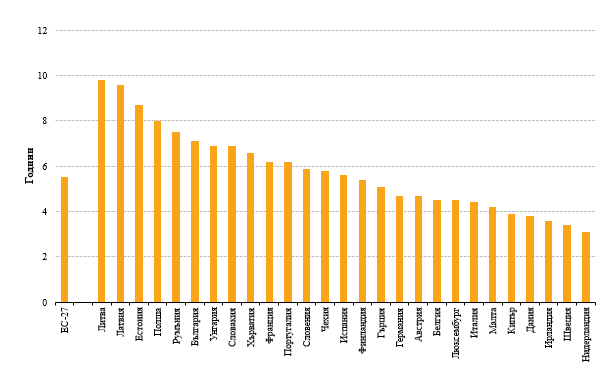 12
10
8
6
4
2
0
Години
ЕС-27
Литва
Латвия
Естония
Полша
Румъния
България
Унгария
Словакия
Хърватия
Франция
Португалия
Словения
Чехия
Испания
Финландия
Гърция
Германия
Австрия
Белгия
Люксембург
Италия
Малта
Кипър
Дания
Ирландия
Швеция
Нидерландия